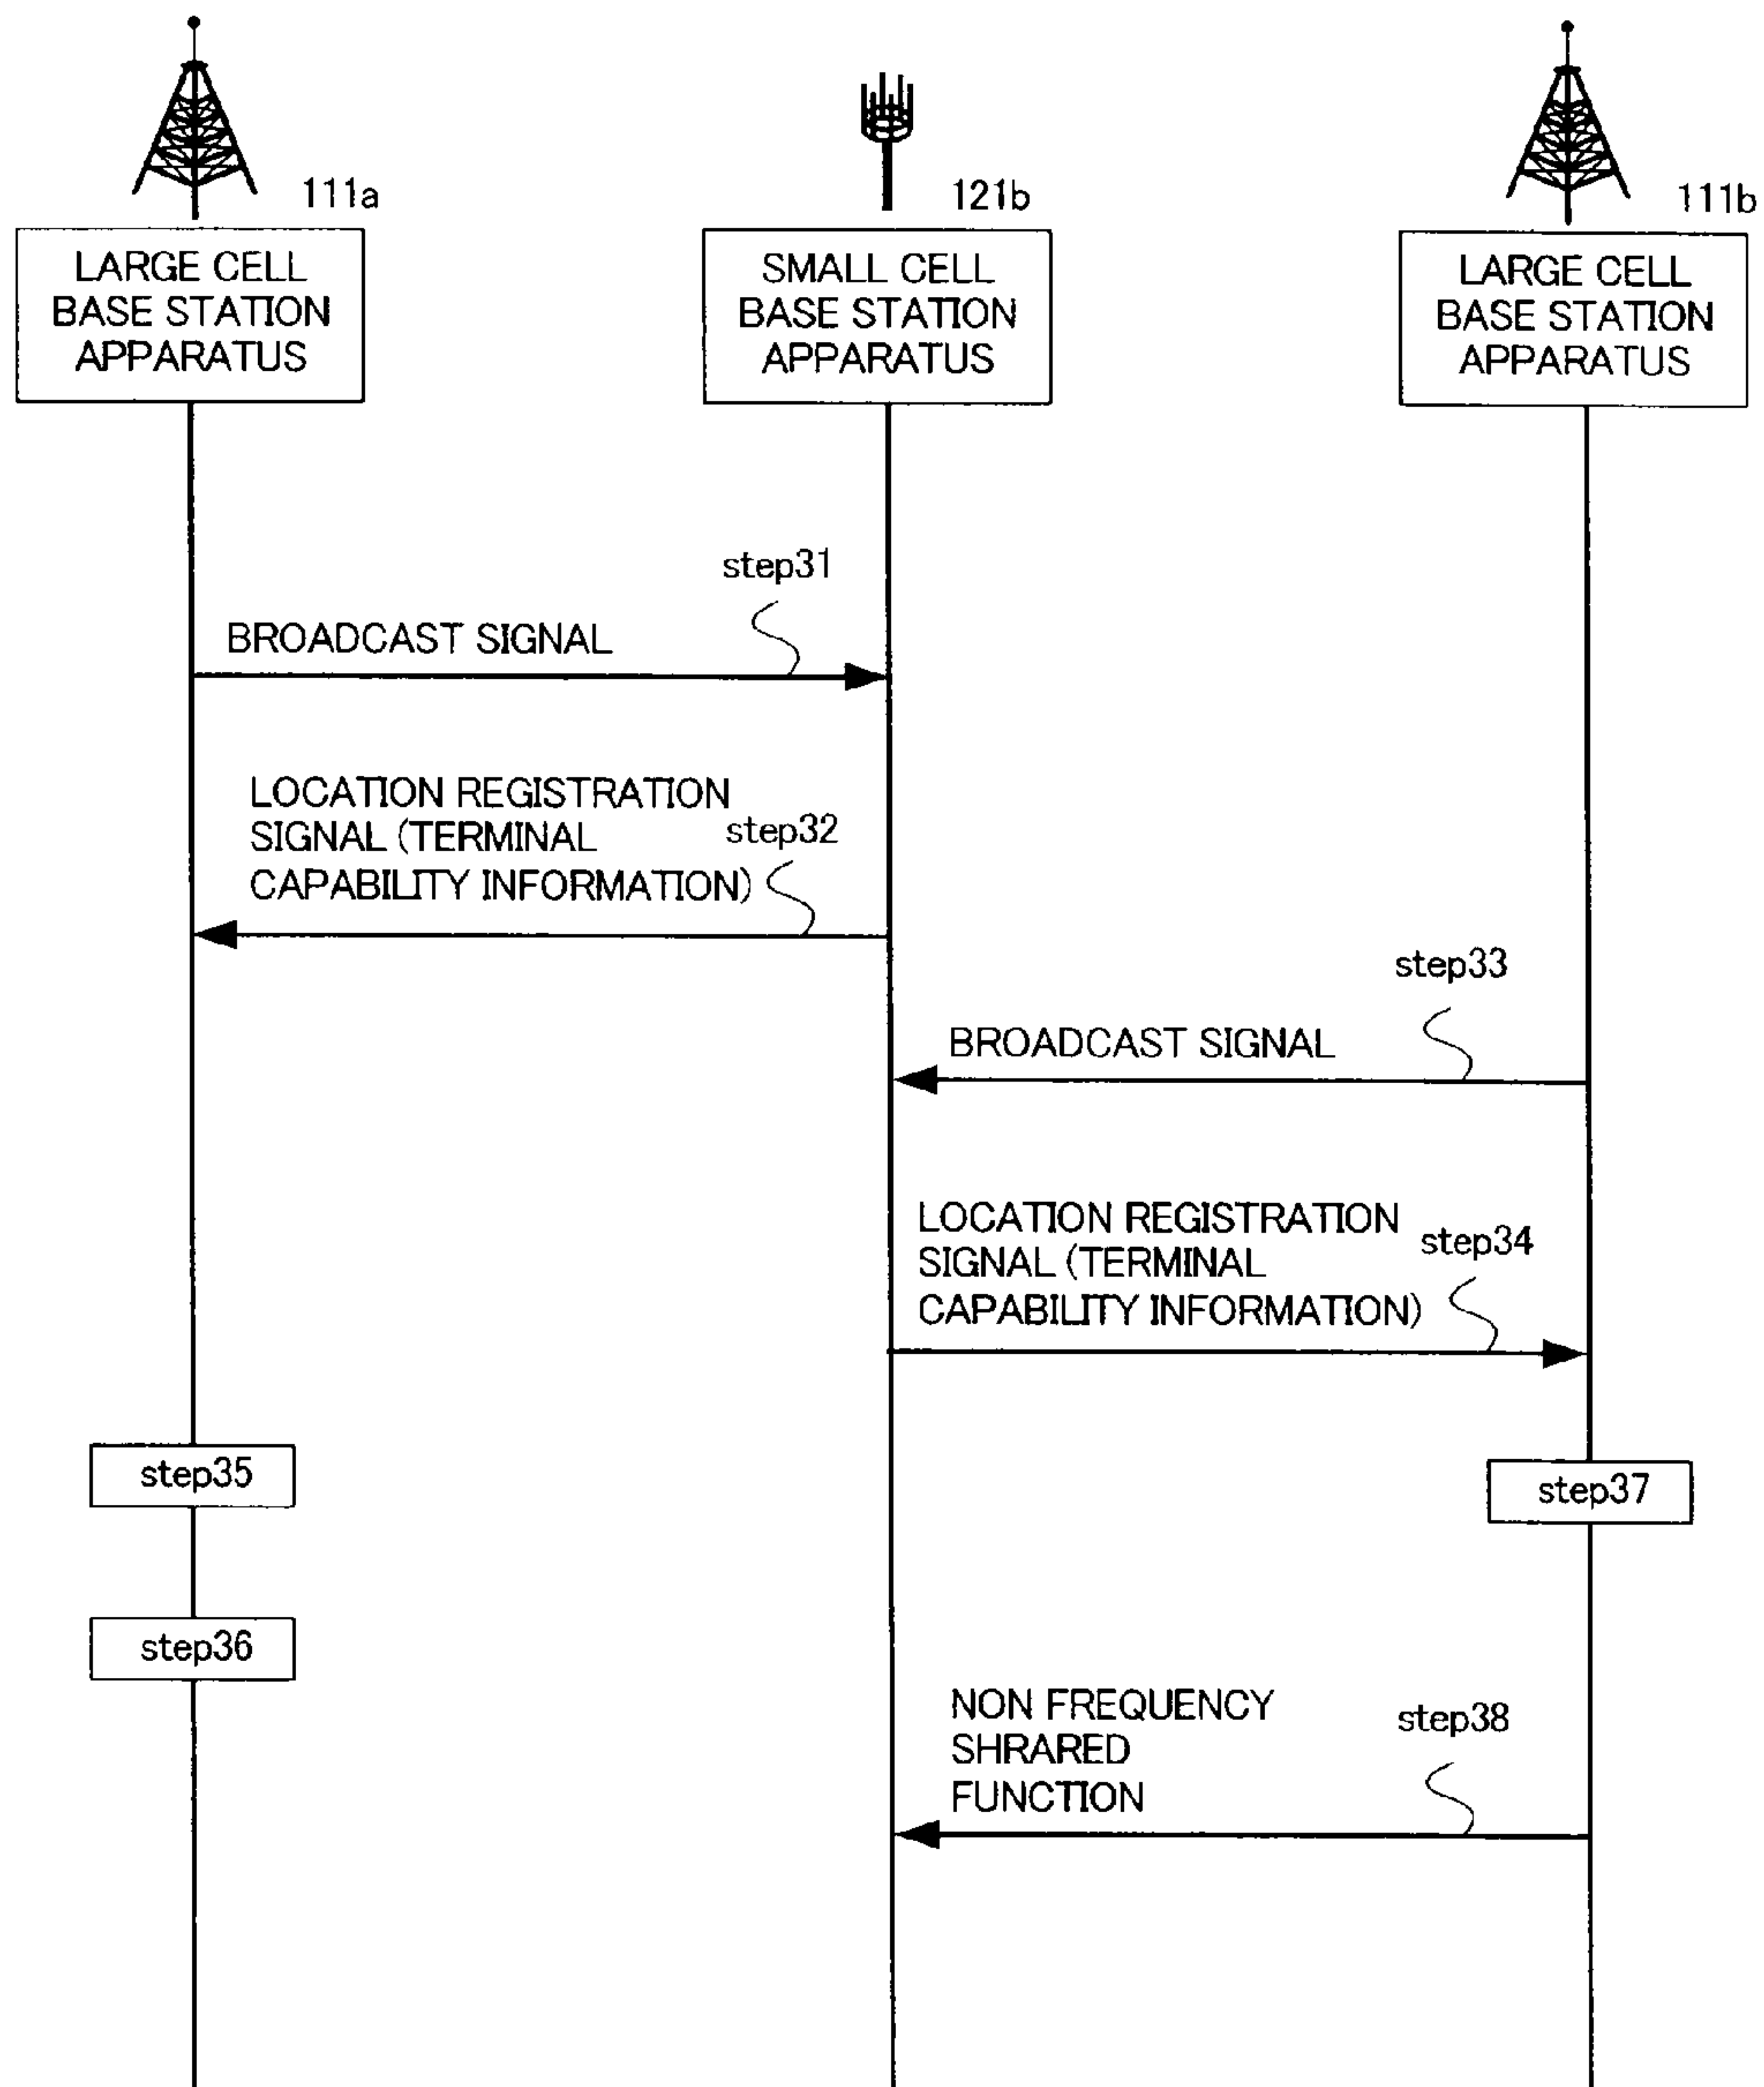 111a
121b
111b
LARGE CELL
BASE STATION
APPARATUS
SMALL CELL
BASE STATION
APPARATUS
LARGE CELL
BASE STATION
APPARATUS
step31
BROADCAST SIGNAL
LOCATION REGISTRATION
SIGNAL (TERMINAL
CAPABILITY INFORMATION)
step32
step33
BROADCAST SIGNAL
LOCATION REGISTRATION
SIGNAL (TERMINAL
CAPABILITY INFORMATION)
step34
step35
step37
step36
NON FREQUENCY
SHRARED
FUNCTION
step38